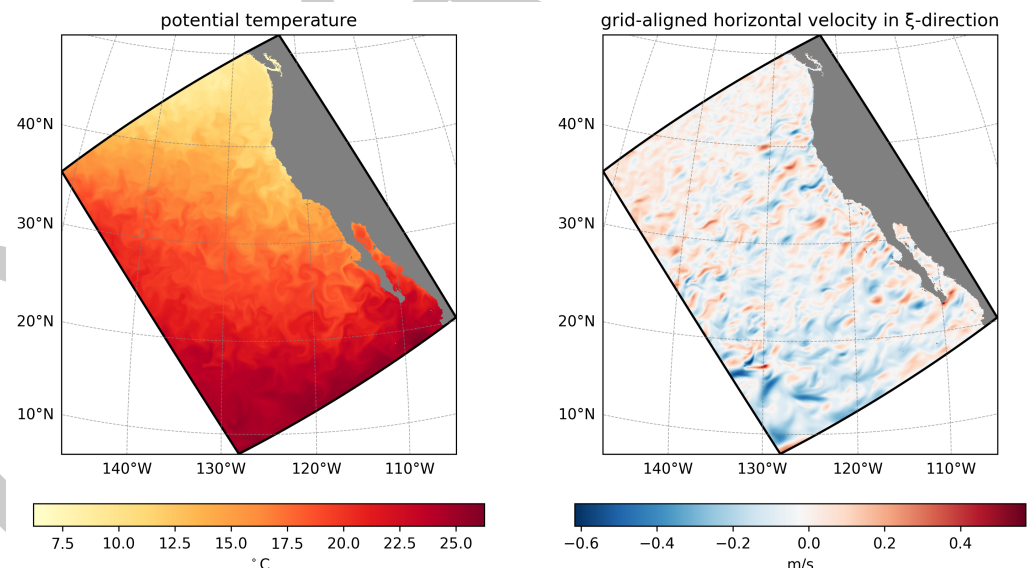 potential temperature
grid-aligned horizontal velocity in ξ-direction
40°N
30°N
20°N
10°N
140°W 130°W 120°W 110°W
40°N
30°N
20°N
10°N
140°W 130°W 120°W 110°W
7.5 10.0 12.5 15.0 17.5 20.0 22.5 25.0
°C
−0.6 −0.4 −0.2 0.0 0.2 0.4
m/s